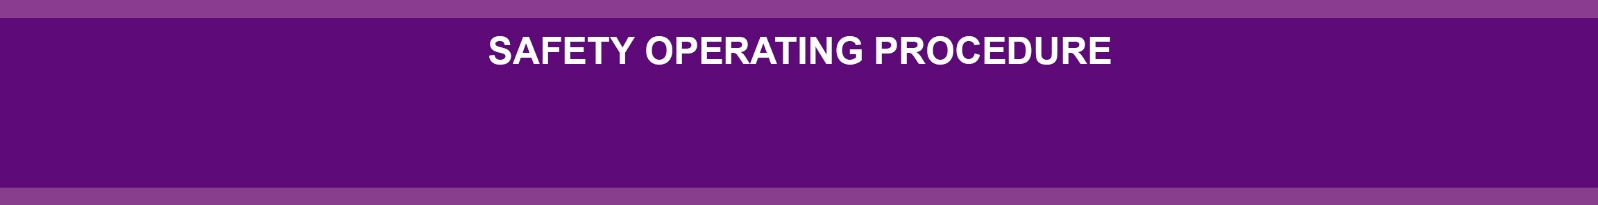 SAFETY OPERATING PROCEDURE